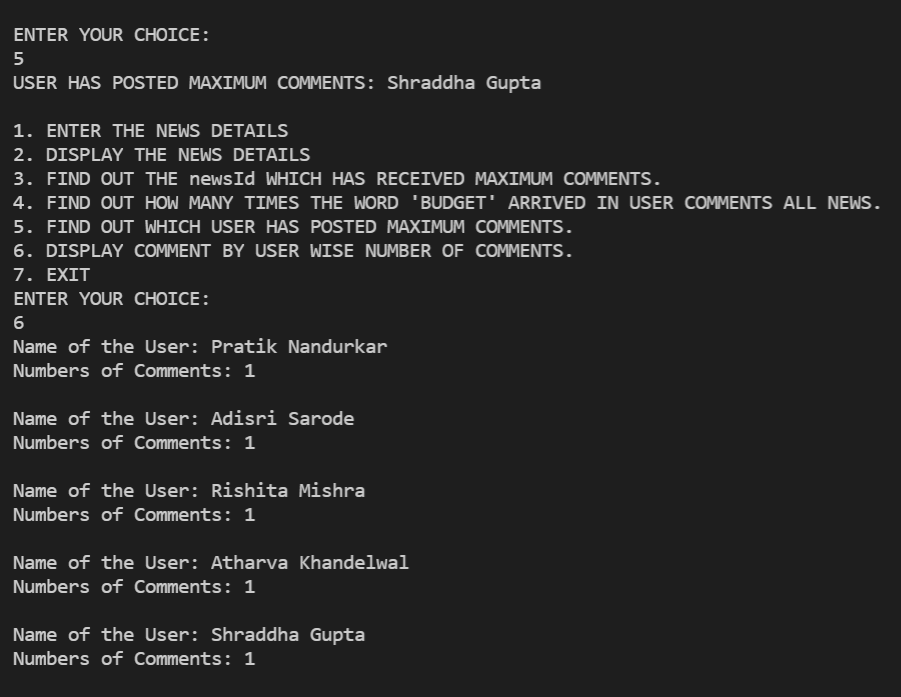 ENTER YOUR CHOICE:
5
USER HAS POSTED MAXIMUM COMMENTS: Shraddha Gupta
1. ENTER THE NEWS DETAILS
2. DISPLAY THE NEWS DETAILS
3. FIND OUT THE newsId WHICH HAS RECEIVED MAXIMUM COMMENTS.
4. FIND OUT HOW MANY TIMES THE WORD 'BUDGET' ARRIVED IN USER COMMENTS ALL NEWS.
5. FIND OUT WHICH USER HAS POSTED MAXIMUM COMMENTS.
6. DISPLAY COMMENT BY USER WISE NUMBER OF COMMENTS.
7. EXIT
ENTER YOUR CHOICE:
6
Name of the User: Pratik Nandurkar
Numbers of Comments: 1
Name of the User: Adisri Sarode
Numbers of Comments: 1
Name of the User: Rishita Mishra
Numbers of Comments: 1
Name of the User: Atharva Khandelwal
Numbers of Comments: 1
Name of the User: Shraddha Gupta
Numbers of Comments: 1